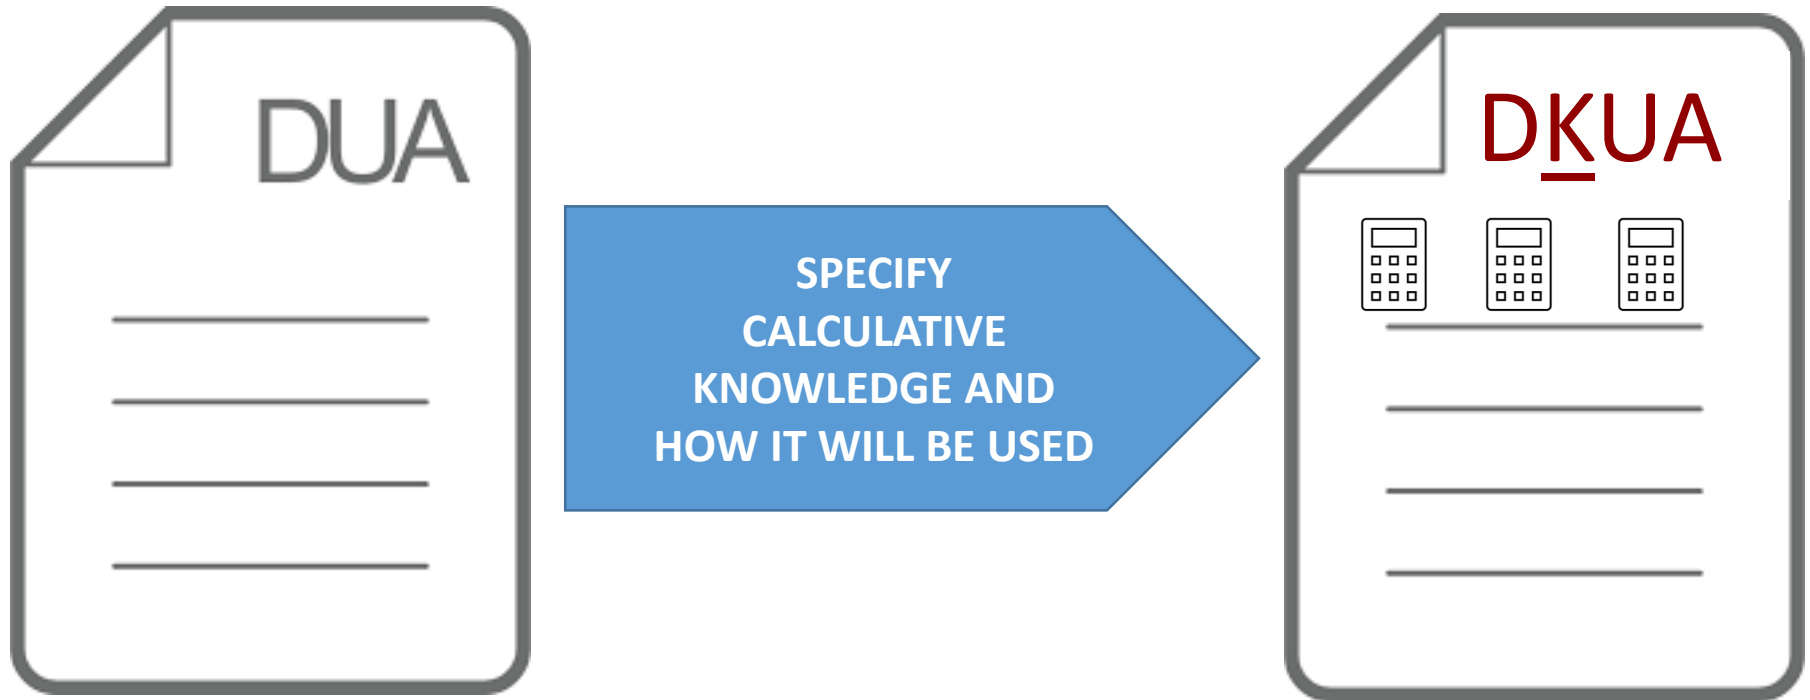 DUA
SPECIFY
CALCULATIVE
KNOWLEDGE AND
HOW IT WILL BE USED
DKUA